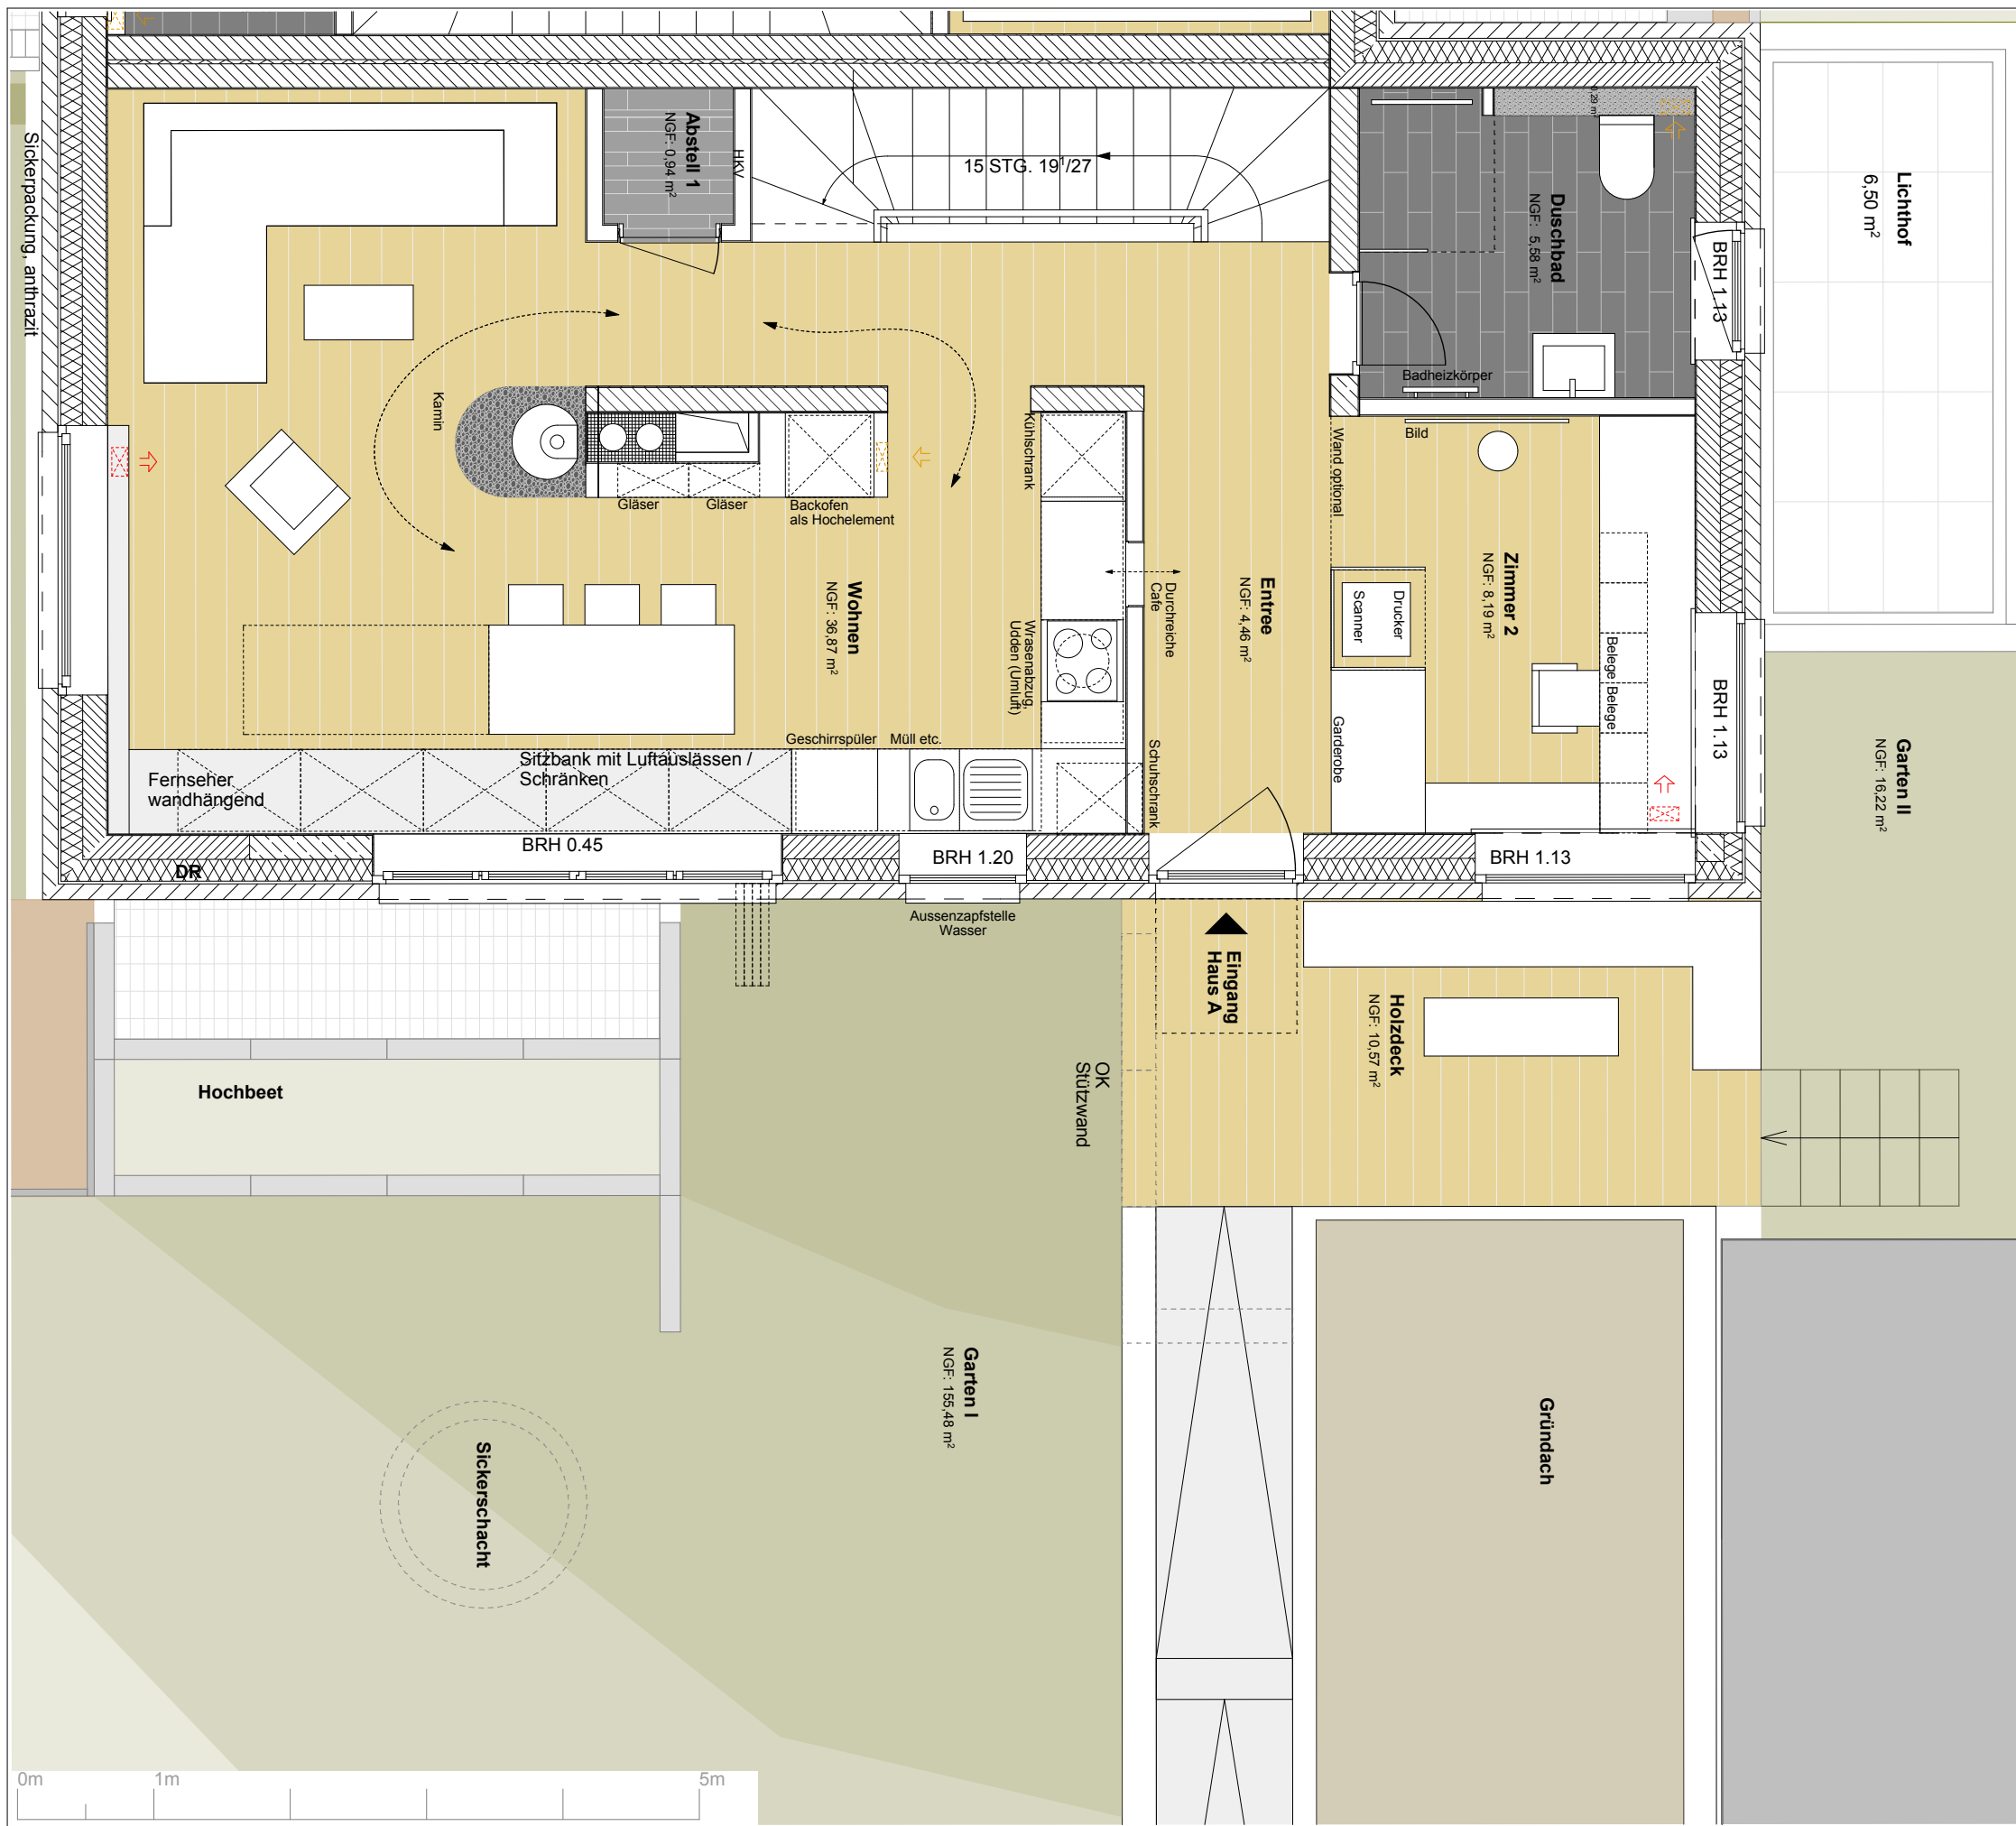 Sickerpackung, anthrazit
Abstell 1
NGF: 0,94 m²
HKV
15 STG. 19¹/27
0,29 m²
Duschbad
NGF: 5,58 m²
BRH 1.13
Lichthof
6,50 m²
Badheizkörper
Kamin
Gläser
Gläser
Backofen
als Hochelement
Kühlschrank
Wand optional
Bild
Durchreiche
Cafe
Entree
NGF: 4,46 m²
Wohnen
NGF: 36,87 m²
Wrasenabzug,
Udden (Umluft)
Drucker
Scanner
Zimmer 2
NGF: 8,19 m²
Belege
Belege
BRH 1.13
Garderobe
Schuhschrank
Garten II
NGF: 16,22 m²
Geschirrspüler
Müll etc.
Sitzbank mit Luftauslässen /
Schränken
Fernseher
wandhängend
DR
BRH 0.45
BRH 1.20
BRH 1.13
Aussenzapfstelle
Wasser
Eingang
Haus A
Holzdeck
NGF: 10,57 m²
OK
Stützwand
Hochbeet
Garten I
NGF: 155,48 m²
Gründach
Sickerschacht
0m
1m
5m